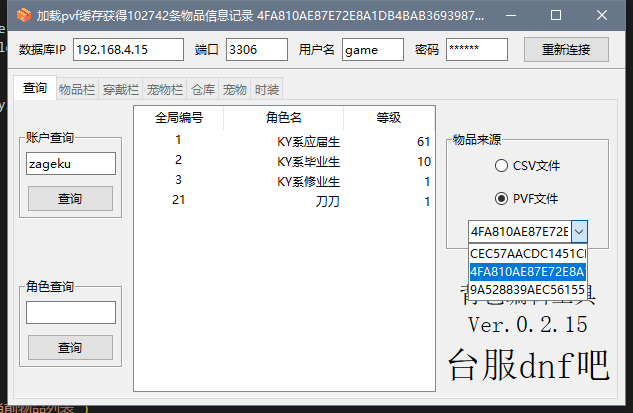 加载pvf缓存获得102742条物品信息记录 4FA810AE87E72E8A1DB4BAB3693987...
数据库IP 192.168.4.15 端口 3306 用户名 game 密码 ****** 重新连接
查询 物品栏 穿戴栏 宠物栏 仓库 宠物 时装
账户查询
zageku
查询
角色查询
查询
全局编号 角色名 等级
1 KY系应届生 61
2 KY系毕业生 10
3 KY系修业生 1
21 刀刀 1
物品来源
CSV文件
PVF文件
4FA810AE87E72E
CEC57AACDC1451C
4FA810AE87E72E8A
9A528839AEC56155
Ver.0.2.15
台服dnf吧